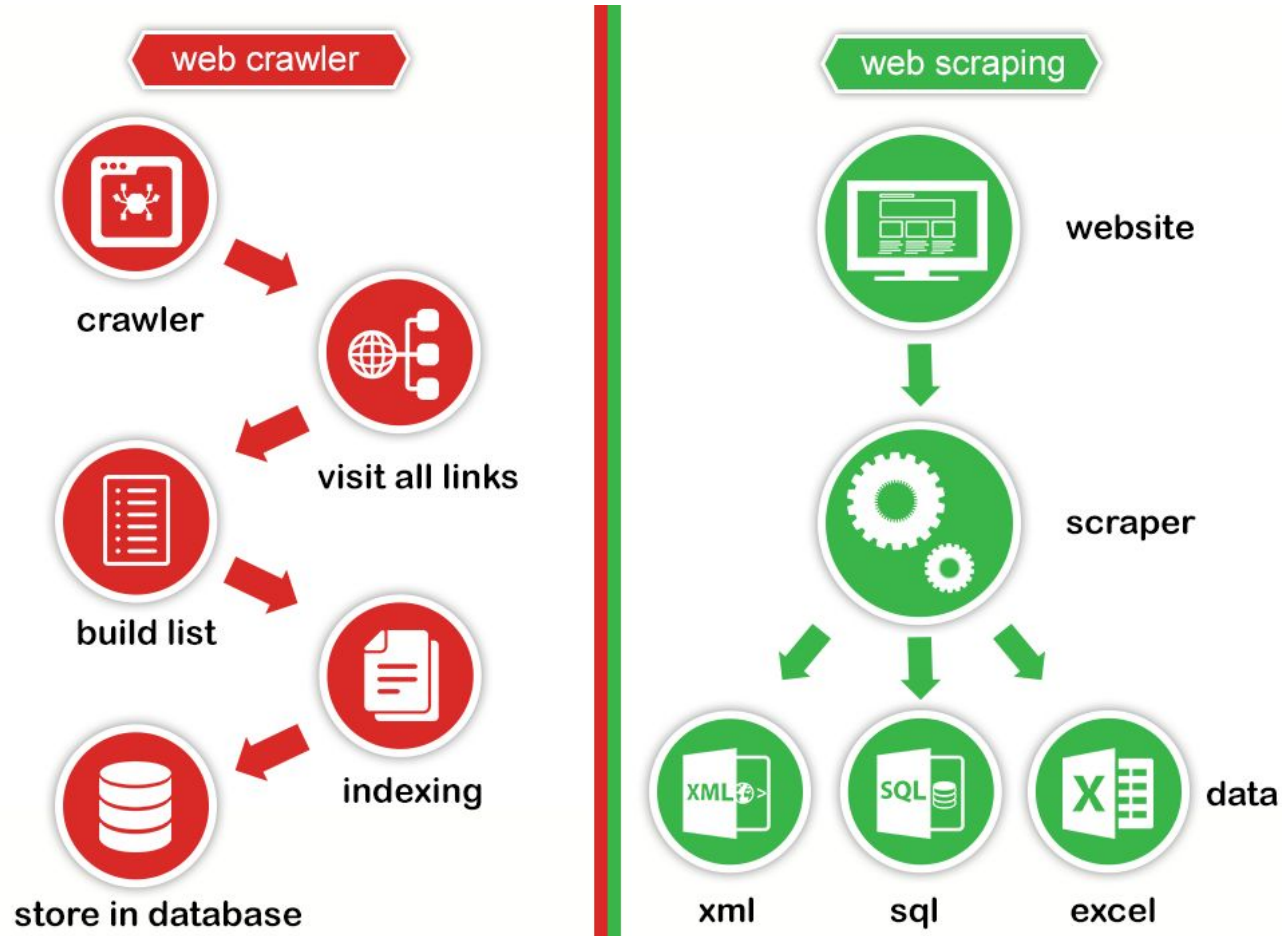 web crawler
crawler
visit all links
build list
indexing
store in database
web scraping
website
scraper
XML
SQL
X
data
xml
sql
excel